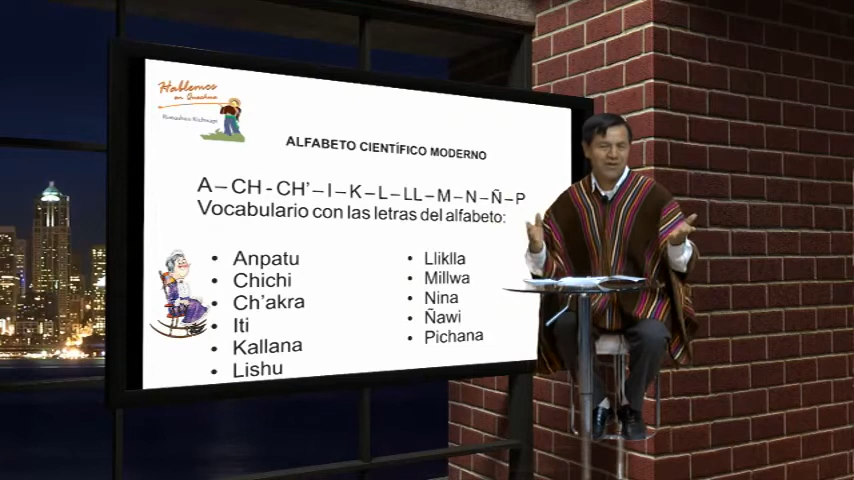 Hablemos
en Quechua
ALFABETO CIENTÍFICO MODERNO
A– CH - CH’ – I – K – L – LL – M – N – Ñ – P
Vocabulario con las letras del alfabeto:
• Anpatu
• Chichi
• Ch’akra
• Iti
• Kallana
• Lishu
• Lliklla
• Millwa
• Nina
• Ñawi
• Pichana